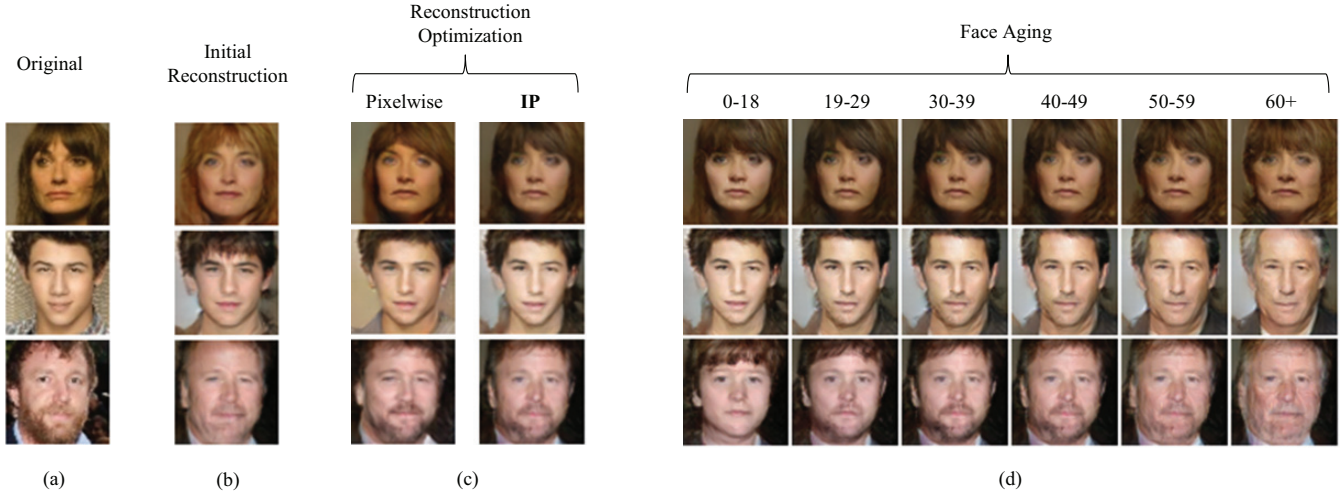 Original
Initial
Reconstruction
Reconstruction
Optimization
Pixelwise
IP
Face Aging
0-18
19-29
30-39
40-49
50-59
60+
(a)
(b)
(c)
(d)